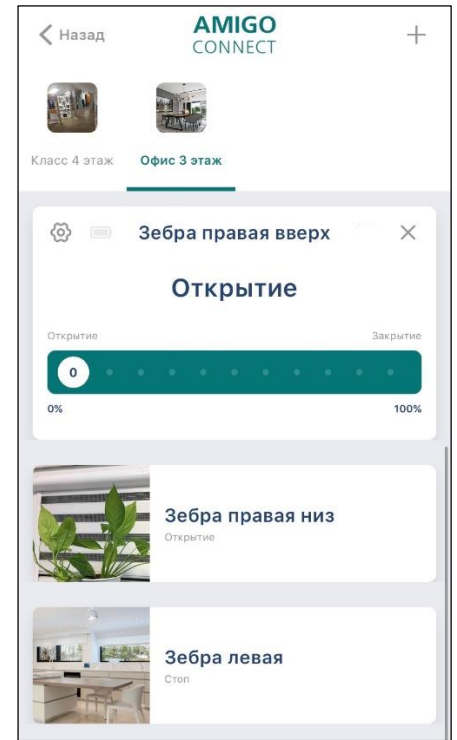 Назад
AMIGO
CONNECT
Класс 4 этаж
Офис 3 этаж
Зебра правая вверх
Открытие
Открытие
Закрытие
0
0%
100%
Зебра правая низ
Открытие
Зебра левая
Стоп